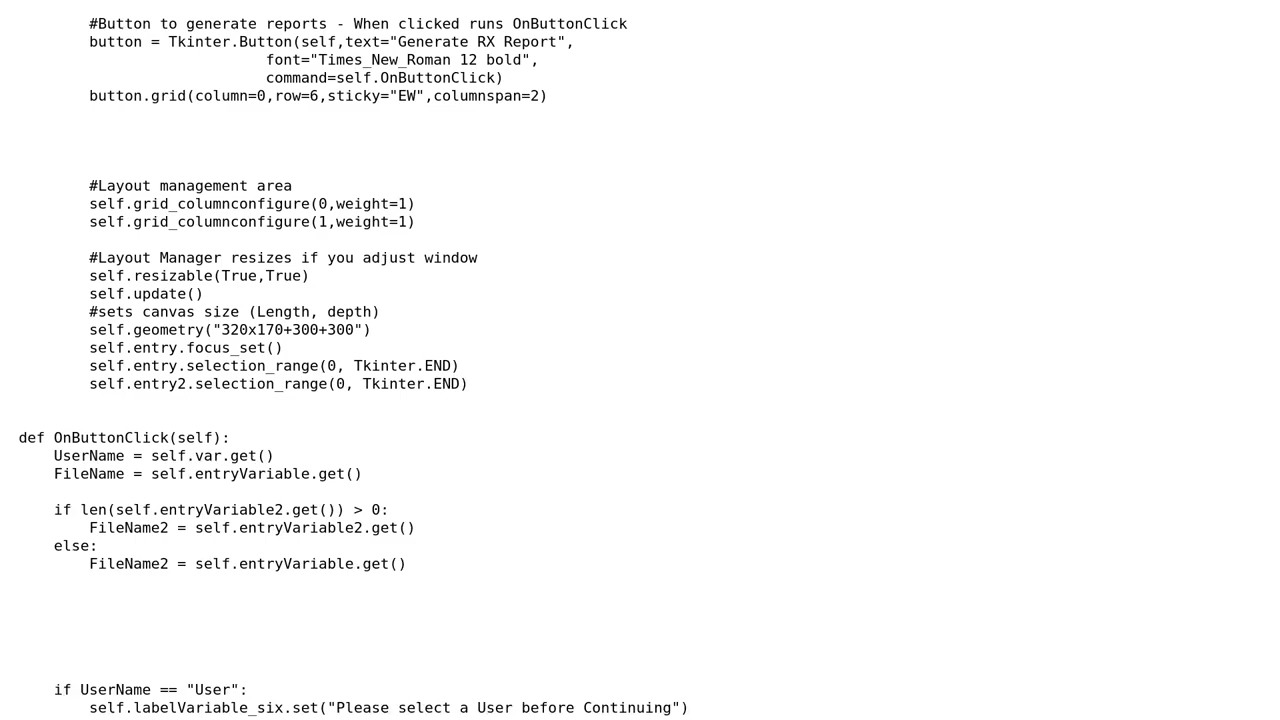 #Button to generate reports - When clicked runs OnButtonClick
button = Tkinter.Button(self,text="Generate RX Report",
font="Times_New_Roman 12 bold",
command=self.OnButtonClick)
button.grid(column=0,row=6,sticky="EW",columnspan=2)
#Layout management area
self.grid_columnconfigure(0,weight=1)
self.grid_columnconfigure(1,weight=1)
#Layout Manager resizes if you adjust window
self.resizable(True,True)
self.update()
#sets canvas size (Length, depth)
self.geometry("320x170+300+300")
self.entry.focus_set()
self.entry.selection_range(0, Tkinter.END)
self.entry2.selection_range(0, Tkinter.END)
def OnButtonClick(self):
UserName = self.var.get()
FileName = self.entryVariable.get()
if len(self.entryVariable2.get()) > 0:
FileName2 = self.entryVariable2.get()
else:
FileName2 = self.entryVariable.get()
if UserName == "User":
self.labelVariable_six.set("Please select a User before Continuing")